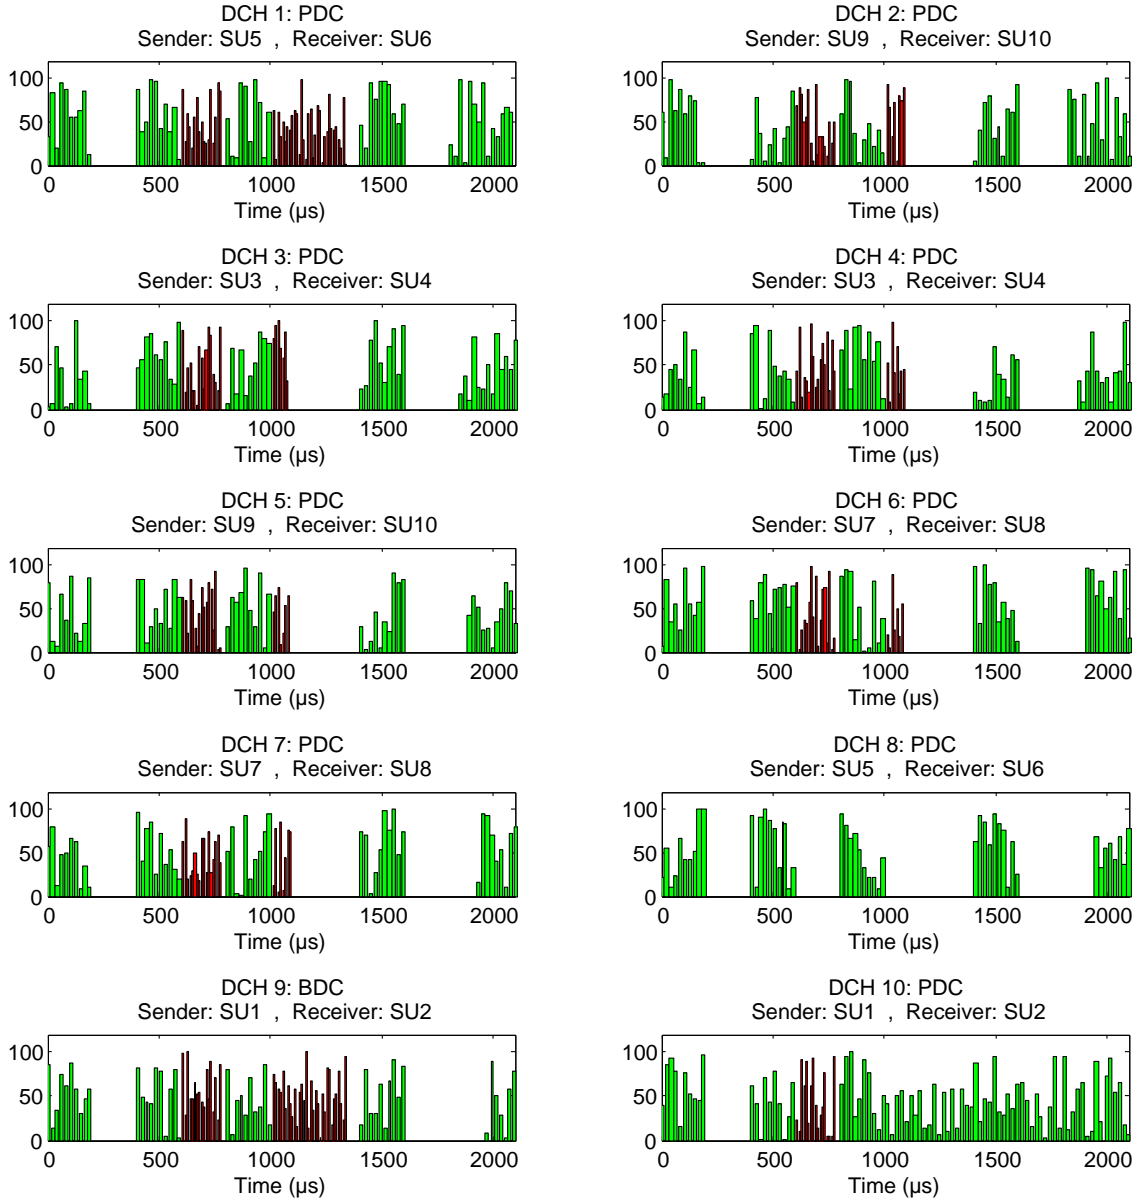 DCH 1: PDC
Sender: SU5 , Receiver: SU6
100
50
0
0 500 1000 1500 2000
Time (µs)
DCH 2: PDC
Sender: SU9 , Receiver: SU10
100
50
0
0 500 1000 1500 2000
Time (µs)
DCH 3: PDC
Sender: SU3 , Receiver: SU4
100
50
0
0 500 1000 1500 2000
Time (µs)
DCH 4: PDC
Sender: SU3 , Receiver: SU4
100
50
0
0 500 1000 1500 2000
Time (µs)
DCH 5: PDC
Sender: SU9 , Receiver: SU10
100
50
0
0 500 1000 1500 2000
Time (µs)
DCH 6: PDC
Sender: SU7 , Receiver: SU8
100
50
0
0 500 1000 1500 2000
Time (µs)
DCH 7: PDC
Sender: SU7 , Receiver: SU8
100
50
0
0 500 1000 1500 2000
Time (µs)
DCH 8: PDC
Sender: SU5 , Receiver: SU6
100
50
0
0 500 1000 1500 2000
Time (µs)
DCH 9: BDC
Sender: SU1 , Receiver: SU2
100
50
0
0 500 1000 1500 2000
Time (µs)
DCH 10: PDC
Sender: SU1 , Receiver: SU2
100
50
0
0 500 1000 1500 2000
Time (µs)